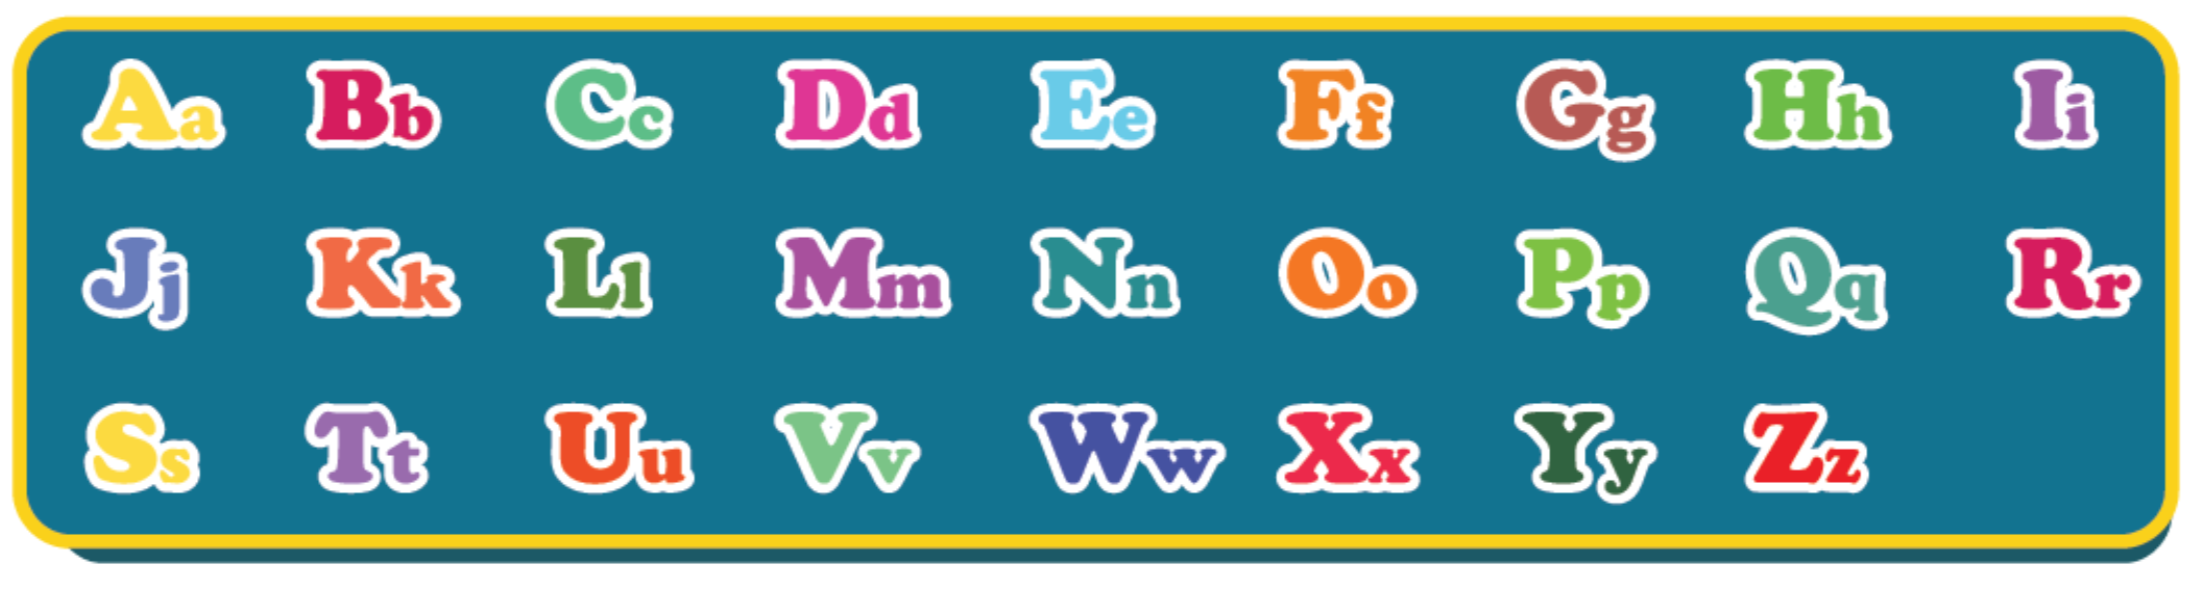 Aa Bb Cc Dd Ee Ff Gg Hh Ii
Jj Kk Ll Mm Nn Oo Pp Qq Rr
Ss Tt Uu Vv Ww Xx Yy Zz